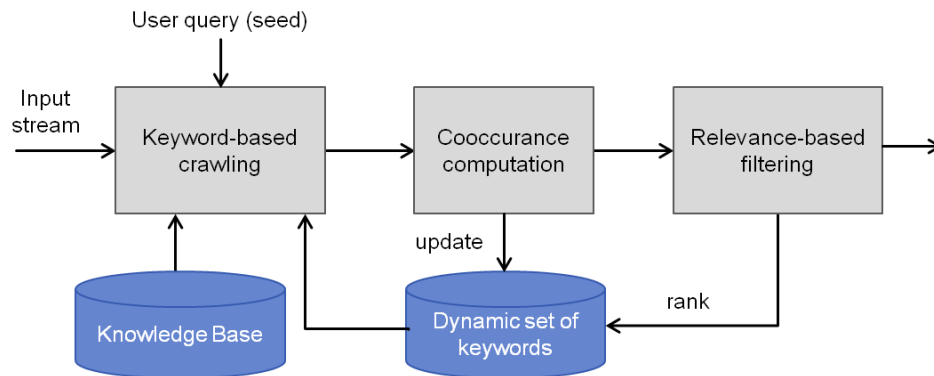 User query (seed)
Input
stream
Keyword-based
crawling
Cooccurance
computation
Relevance-based
filtering
update
rank
Knowledge Base
Dynamic set of
keywords